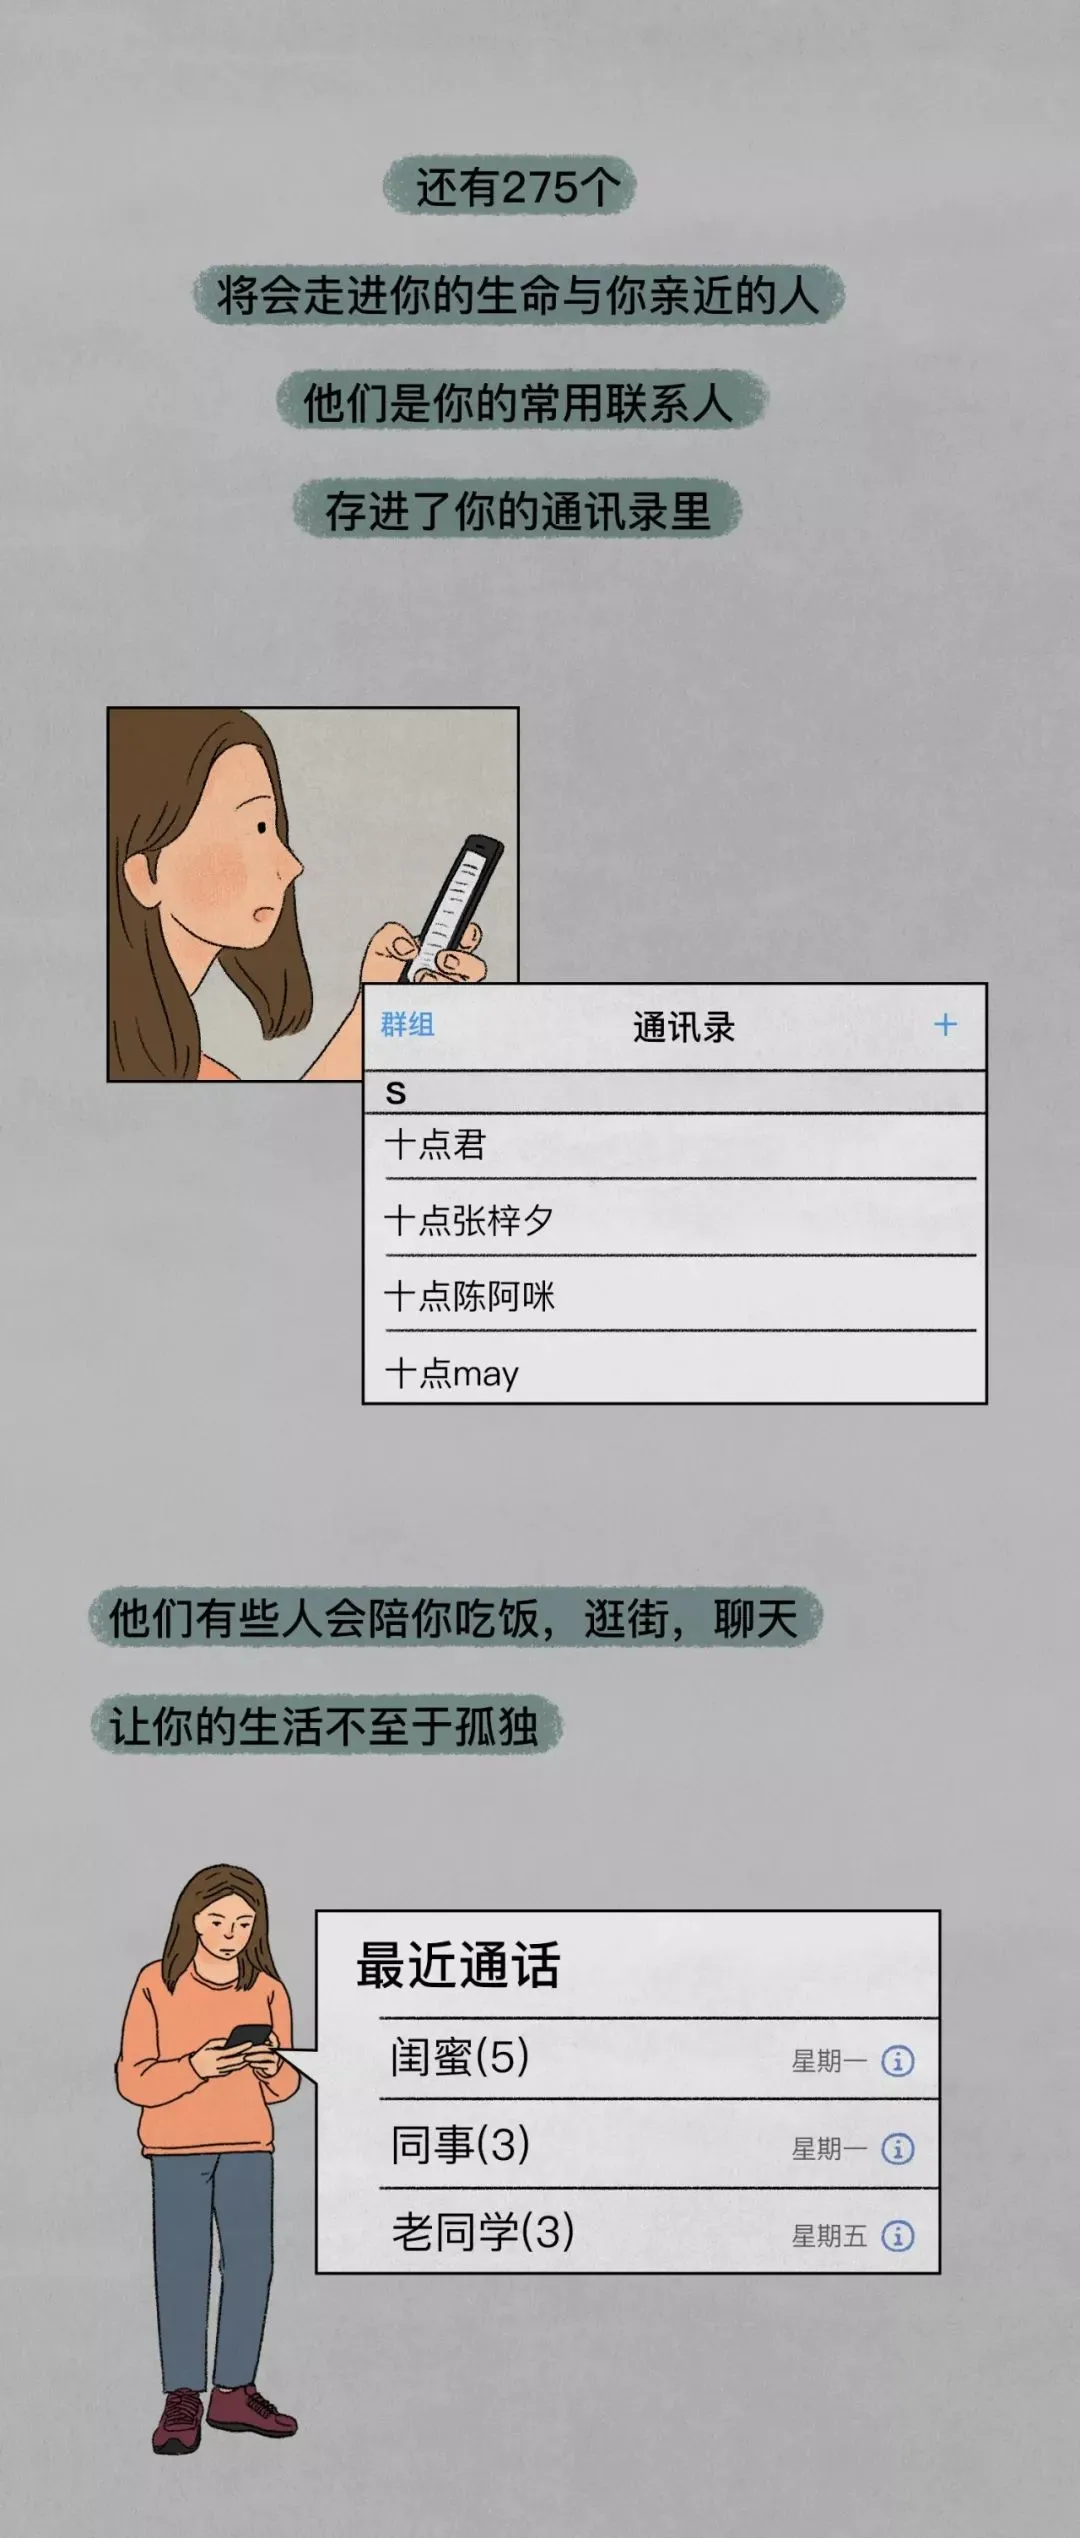 还有275个
将会走进你的生命与你亲近的人
他们是你的常用联系人
存进了你的通讯录里
群组 通讯录 +
S
十点君
十点张梓夕
十点陈阿咪
十点may
他们有些人会陪你吃饭，逛街，聊天
让你的生活不至于孤独
最近通话
闺蜜(5) 星期一
同事(3) 星期一
老同学(3) 星期五